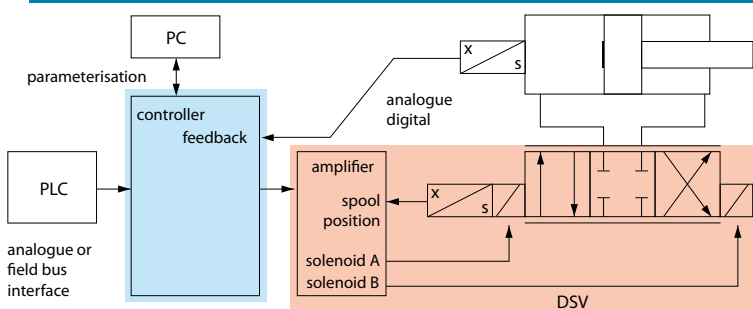 PC
parameterisation
controller
feedback
PLC
analogue or
field bus
interface
x
s
analogue
digital
amplifier
spool
position
solenoid A
solenoid B
x
s
DSV